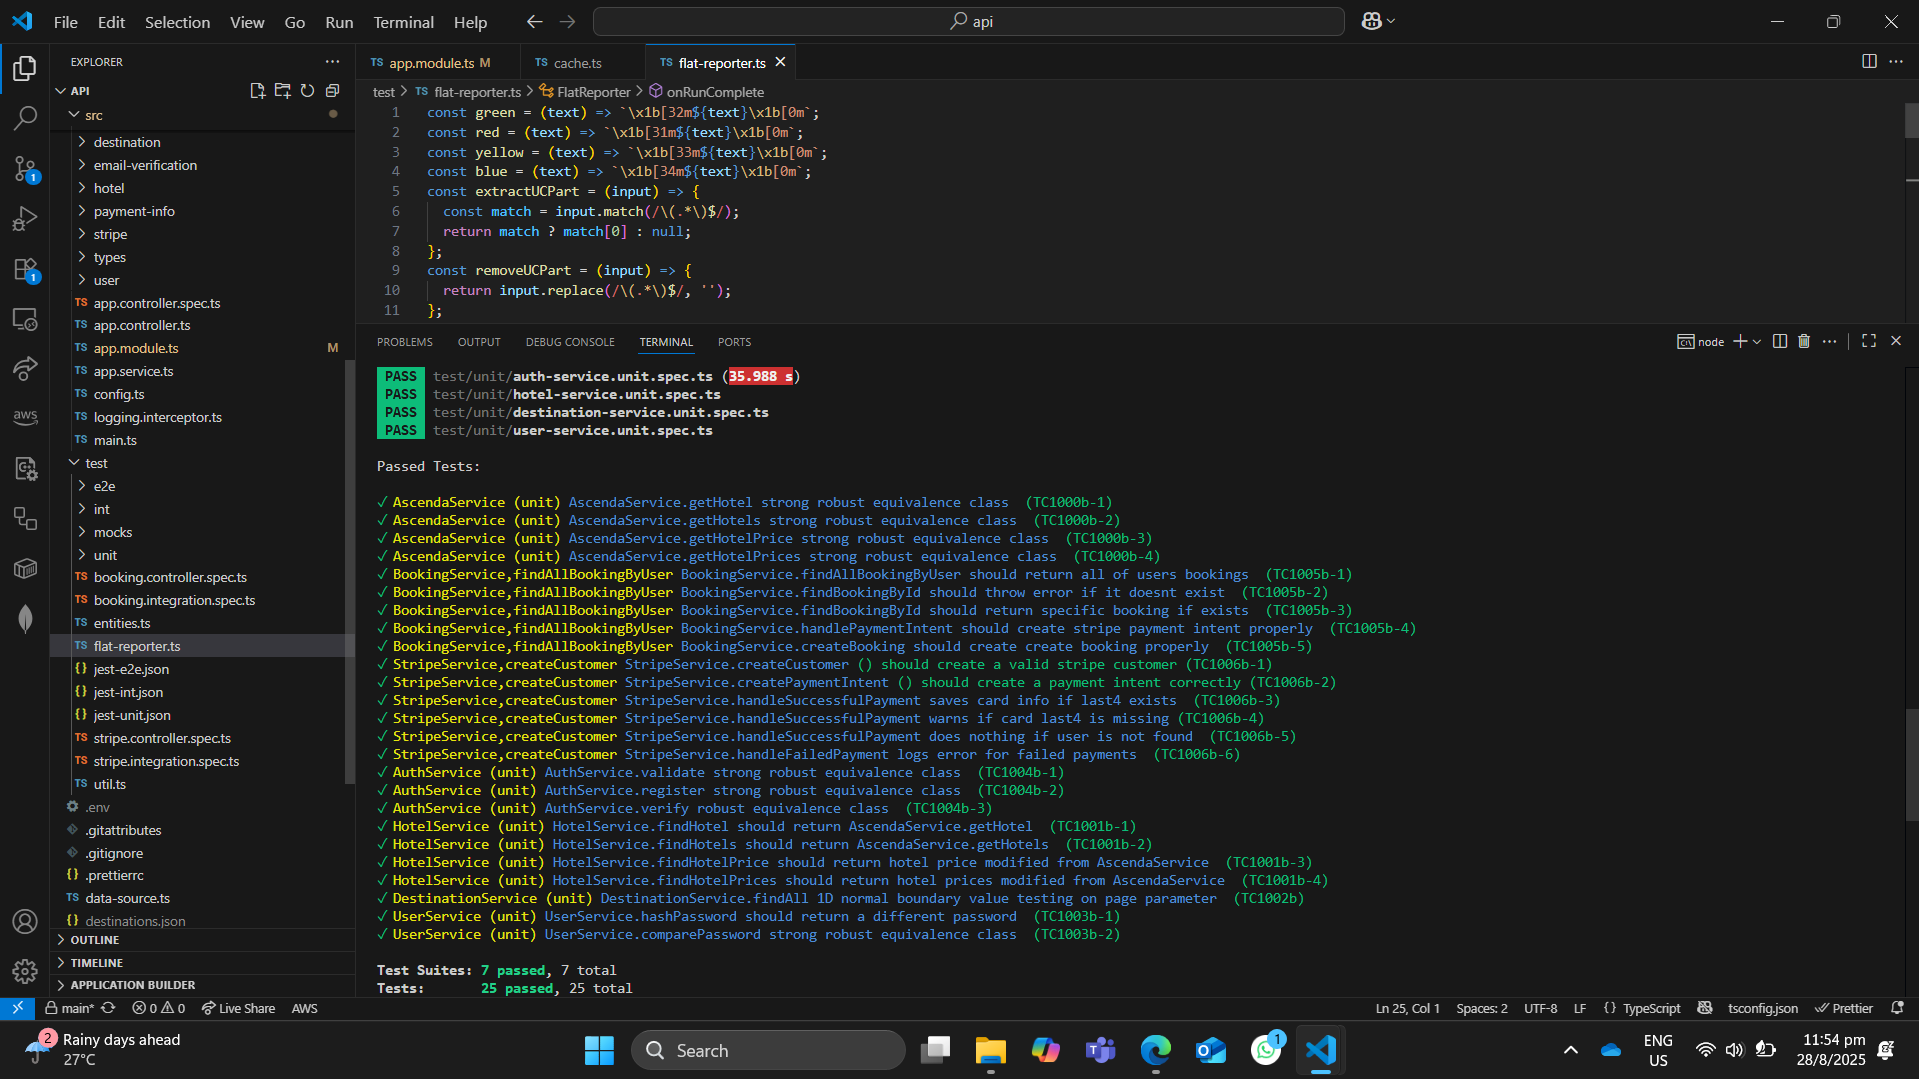 File Edit Selection View Go Run Terminal Help
api
EXPLORER
API
src
destination
email-verification
hotel
payment-info
stripe
types
user
TS app.controller.spec.ts
TS app.controller.ts
TS app.module.ts M
TS app.service.ts
TS config.ts
TS logging.interceptor.ts
TS main.ts
test
e2e
int
mocks
unit
TS booking.controller.spec.ts
TS booking.integration.spec.ts
TS entities.ts
TS flat-reporter.ts
{} jest-e2e.json
{} jest-int.json
{} jest-unit.json
TS stripe.controller.spec.ts
TS stripe.integration.spec.ts
TS util.ts
.env
.gitattributes
.gitignore
{} .prettierrc
TS data-source.ts
{} destinations.json
OUTLINE
TIMELINE
APPLICATION BUILDER
1
1
aws
TS app.module.ts M
TS cache.ts
TS flat-reporter.ts
test > TS flat-reporter.ts > FlatReporter > onRunComplete
1 const green = (text) => `\x1b[32m${text}\x1b[0m`;
2 const red = (text) => `\x1b[31m${text}\x1b[0m`;
3 const yellow = (text) => `\x1b[33m${text}\x1b[0m`;
4 const blue = (text) => `\x1b[34m${text}\x1b[0m`;
5 const extractUCPart = (input) => {
6 const match = input.match(/\(.*\)$/);
7 return match ? match[0] : null;
8 };
9 const removeUCPart = (input) => {
10 return input.replace(/\(.*\)$/, '');
11 };
PROBLEMS OUTPUT DEBUG CONSOLE TERMINAL PORTS
node
PASS test/unit/auth-service.unit.spec.ts (35.988 s)
PASS test/unit/hotel-service.unit.spec.ts
PASS test/unit/destination-service.unit.spec.ts
PASS test/unit/user-service.unit.spec.ts
Passed Tests:
✓ AscendaService (unit) AscendaService.getHotel strong robust equivalence class (TC1000b-1)
✓ AscendaService (unit) AscendaService.getHotels strong robust equivalence class (TC1000b-2)
✓ AscendaService (unit) AscendaService.getHotelPrice strong robust equivalence class (TC1000b-3)
✓ AscendaService (unit) AscendaService.getHotelPrices strong robust equivalence class (TC1000b-4)
✓ BookingService,findAllBookingByUser BookingService.findAllBookingByUser should return all of users bookings (TC1005b-1)
✓ BookingService,findAllBookingByUser BookingService.findBookingById should throw error if it doesnt exist (TC1005b-2)
✓ BookingService,findAllBookingByUser BookingService.findBookingById should return specific booking if exists (TC1005b-3)
✓ BookingService,findAllBookingByUser BookingService.handlePaymentIntent should create stripe payment intent properly (TC1005b-4)
✓ BookingService,findAllBookingByUser BookingService.createBooking should create create booking properly (TC1005b-5)
✓ StripeService,createCustomer StripeService.createCustomer () should create a valid stripe customer (TC1006b-1)
✓ StripeService,createCustomer StripeService.createPaymentIntent () should create a payment intent correctly (TC1006b-2)
✓ StripeService,createCustomer StripeService.handleSuccessfulPayment saves card info if last4 exists (TC1006b-3)
✓ StripeService,createCustomer StripeService.handleSuccessfulPayment warns if card last4 is missing (TC1006b-4)
✓ StripeService,createCustomer StripeService.handleSuccessfulPayment does nothing if user is not found (TC1006b-5)
✓ StripeService,createCustomer StripeService.handleFailedPayment logs error for failed payments (TC1006b-6)
✓ AuthService (unit) AuthService.validate strong robust equivalence class (TC1004b-1)
✓ AuthService (unit) AuthService.register strong robust equivalence class (TC1004b-2)
✓ AuthService (unit) AuthService.verify robust equivalence class (TC1004b-3)
✓ HotelService (unit) HotelService.findHotel should return AscendaService.getHotel (TC1001b-1)
✓ HotelService (unit) HotelService.findHotels should return AscendaService.getHotels (TC1001b-2)
✓ HotelService (unit) HotelService.findHotelPrice should return hotel price modified from AscendaService (TC1001b-3)
✓ HotelService (unit) HotelService.findHotelPrices should return hotel prices modified from AscendaService (TC1001b-4)
✓ DestinationService (unit) DestinationService.findAll 1D normal boundary value testing on page parameter (TC1002b)
✓ UserService (unit) UserService.hashPassword should return a different password (TC1003b-1)
✓ UserService (unit) UserService.comparePassword strong robust equivalence class (TC1003b-2)
Test Suites: 7 passed, 7 total
Tests: 25 passed, 25 total
main* 0 0 Live Share AWS
Ln 25, Col 1 Spaces: 2 UTF-8 LF {} TypeScript tsconfig.json Prettier
2
Rainy days ahead
27°C
Search
1
ENG
US
11:54 pm
28/8/2025